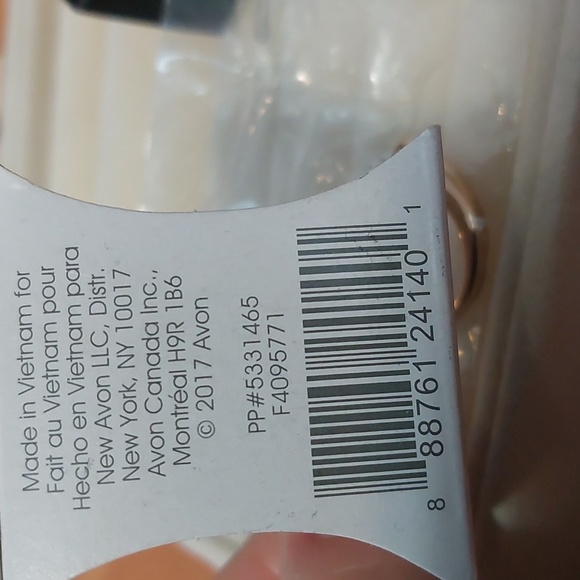 Made in Vietnam for
Fait au Vietnam pour
Hecho en Vietnam para
New Avon LLC, Distr.
New York, NY 10017
Avon Canada Inc.,
Montréal H9R 1B6
© 2017 Avon
PP#5331465
F4095771
8 88761 24140 1